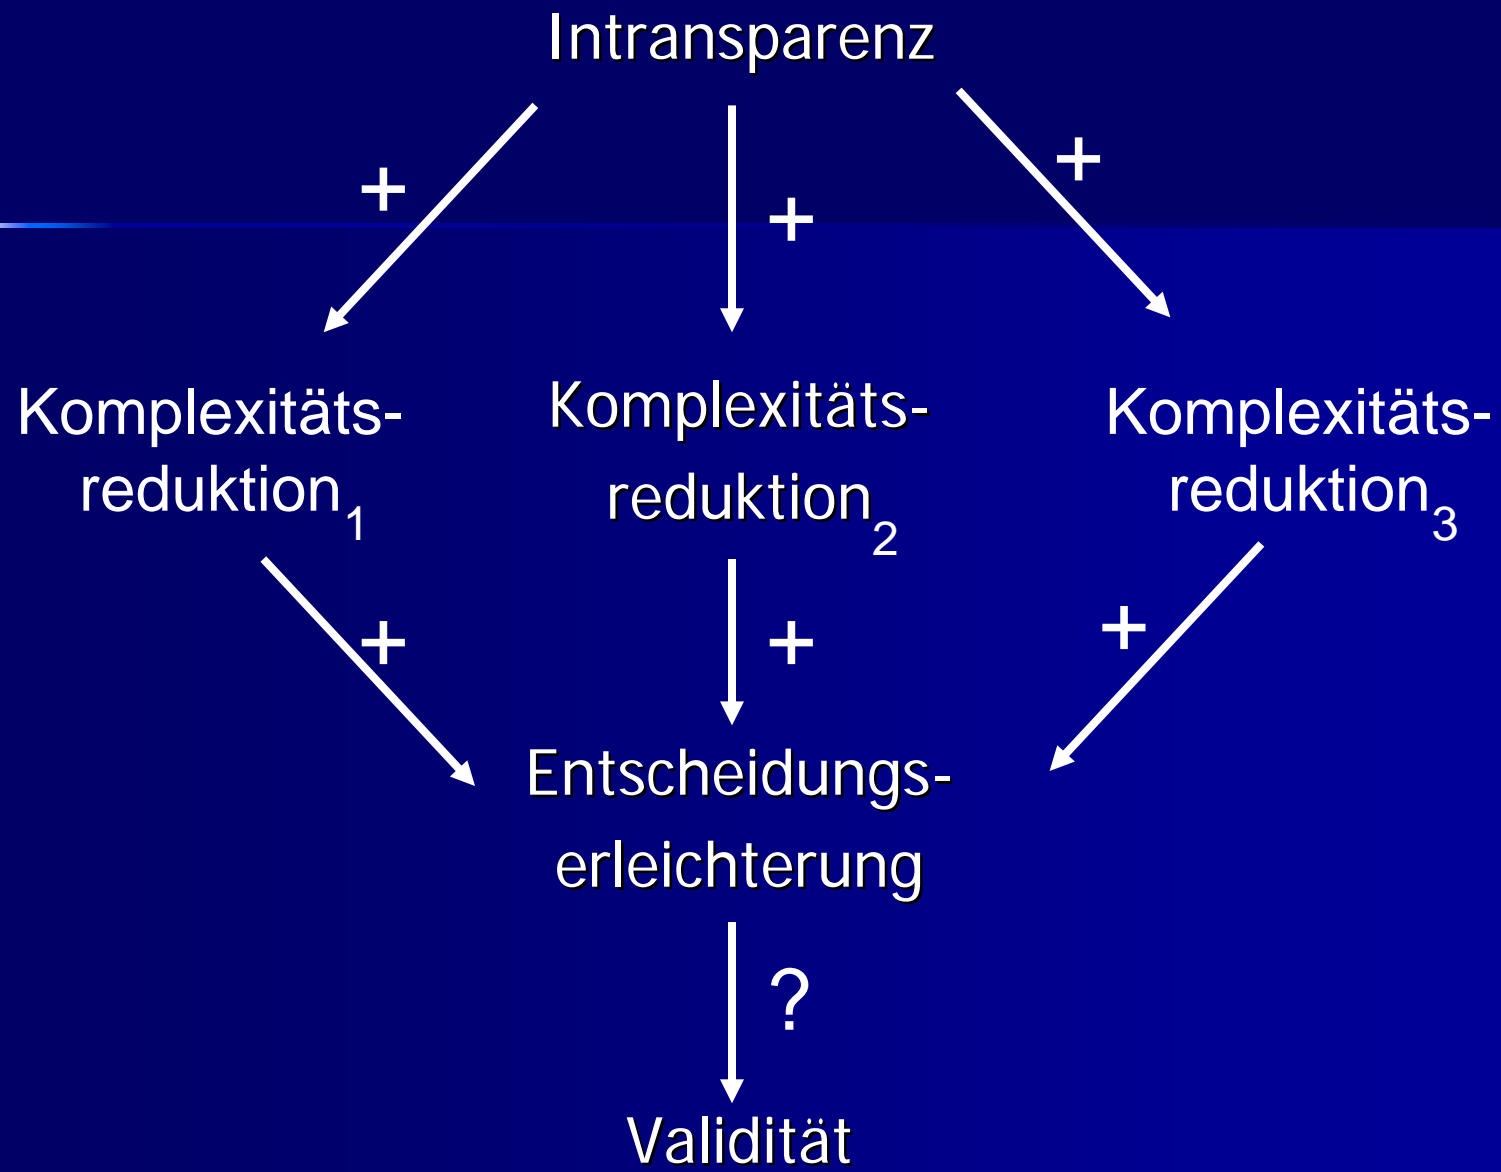 Intransparenz
+
+
+
Komplexitäts-
reduktion1
Komplexitäts-
reduktion2
Komplexitäts-
reduktion3
+
+
+
Entscheidungs-
erleichterung
?
Validität